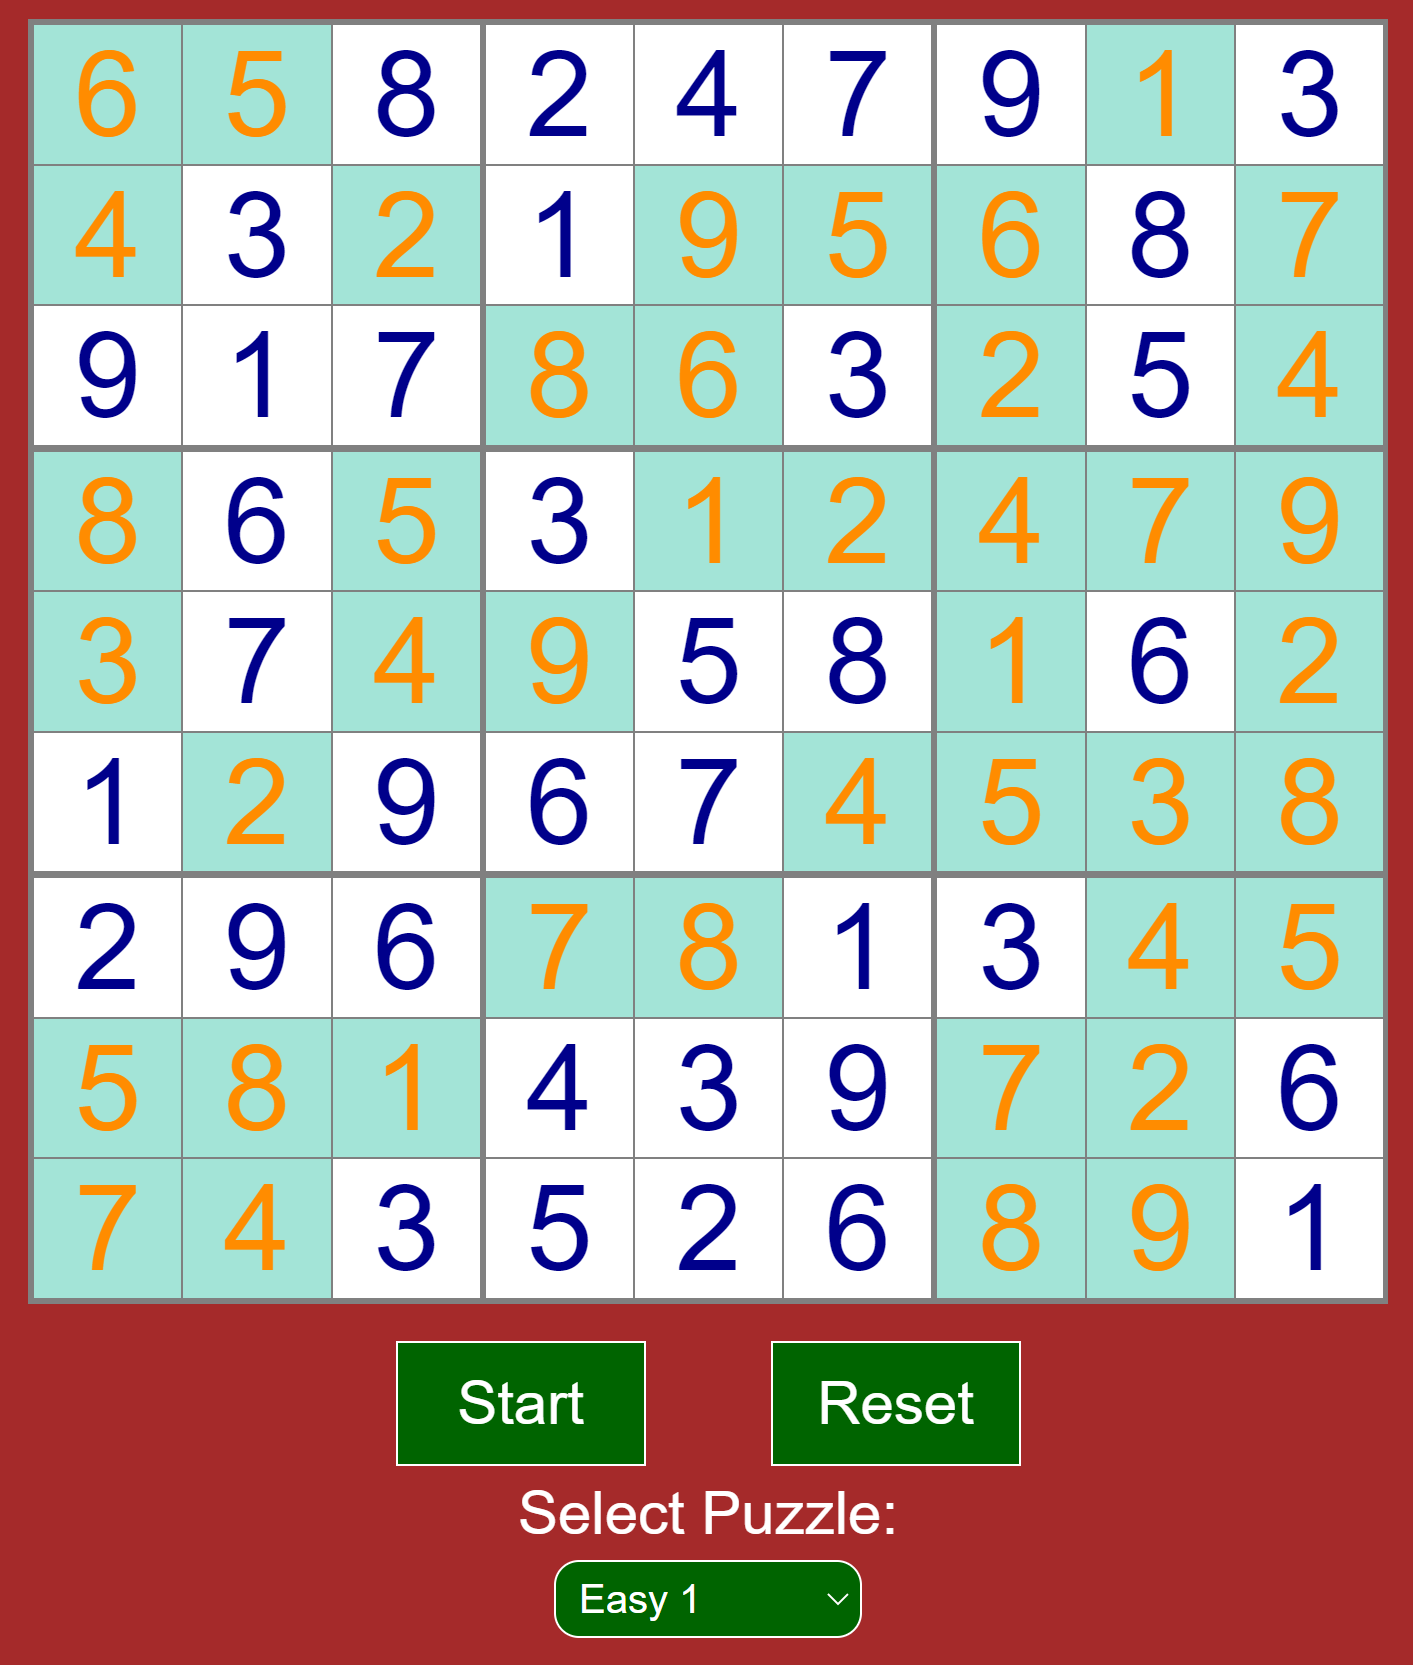 6 5 8 2 4 7 9 1 3
4 3 2 1 9 5 6 8 7
9 1 7 8 6 3 2 5 4
8 6 5 3 1 2 4 7 9
3 7 4 9 5 8 1 6 2
1 2 9 6 7 4 5 3 8
2 9 6 7 8 1 3 4 5
5 8 1 4 3 9 7 2 6
7 4 3 5 2 6 8 9 1
Start Reset
Select Puzzle:
Easy 1